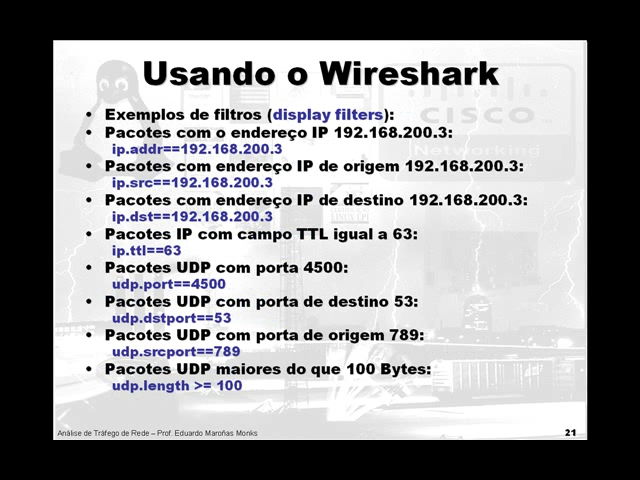 Usando o Wireshark
• Exemplos de filtros (display filters):
• Pacotes com o endereço IP 192.168.200.3:
ip.addr==192.168.200.3
• Pacotes com endereço IP de origem 192.168.200.3:
ip.src==192.168.200.3
• Pacotes com endereço IP de destino 192.168.200.3:
ip.dst==192.168.200.3
• Pacotes IP com campo TTL igual a 63:
ip.ttl==63
• Pacotes UDP com porta 4500:
udp.port==4500
• Pacotes UDP com porta de destino 53:
udp.dstport==53
• Pacotes UDP com porta de origem 789:
udp.srcport==789
• Pacotes UDP maiores do que 100 Bytes:
udp.length >= 100
CISCO
Networking
Análise de Tráfego de Rede – Prof. Eduardo Maroñas Monks
21